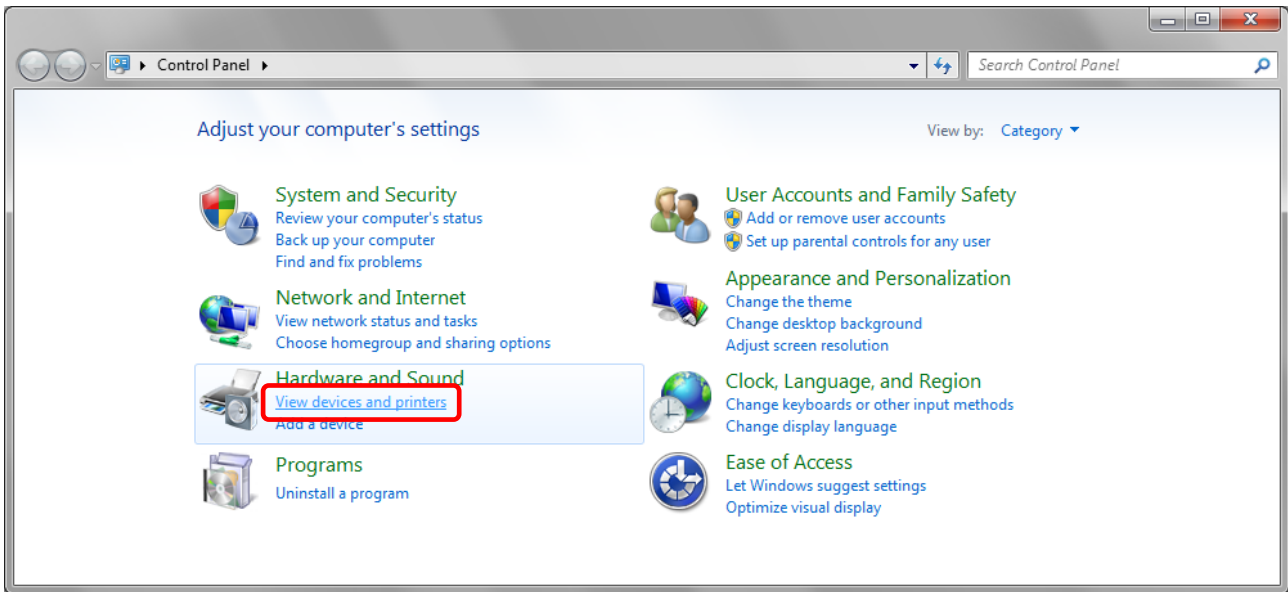 Control Panel
Search Control Panel
Adjust your computer's settings
View by: Category
System and Security
Review your computer's status
Back up your computer
Find and fix problems
Network and Internet
View network status and tasks
Choose homegroup and sharing options
Hardware and Sound
View devices and printers
Add a device
Programs
Uninstall a program
User Accounts and Family Safety
Add or remove user accounts
Set up parental controls for any user
Appearance and Personalization
Change the theme
Change desktop background
Adjust screen resolution
Clock, Language, and Region
Change keyboards or other input methods
Change display language
Ease of Access
Let Windows suggest settings
Optimize visual display